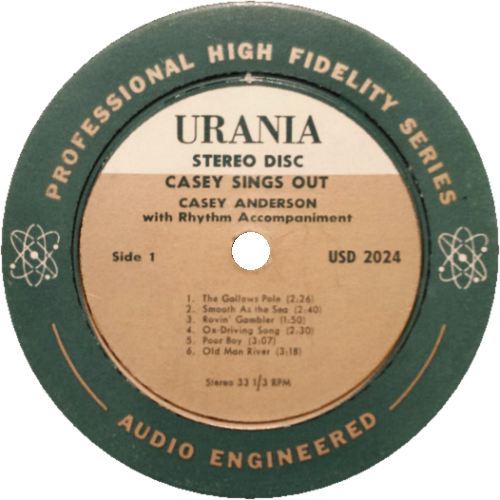 PROFESSIONAL HIGH FIDELITY SERIES
URANIA
STEREO DISC
CASEY SINGS OUT
CASEY ANDERSON
with Rhythm Accompaniment
Side 1
USD 2024
1. The Gallows Pole (2:26)
2. Smooth As the Sea (2:40)
3. Rovin' Gambler (1:50)
4. Ox-Driving Song (2:30)
5. Poor Boy (3:07)
6. Old Man River (3:18)
Stereo 33 1/3 RPM
AUDIO ENGINEERED